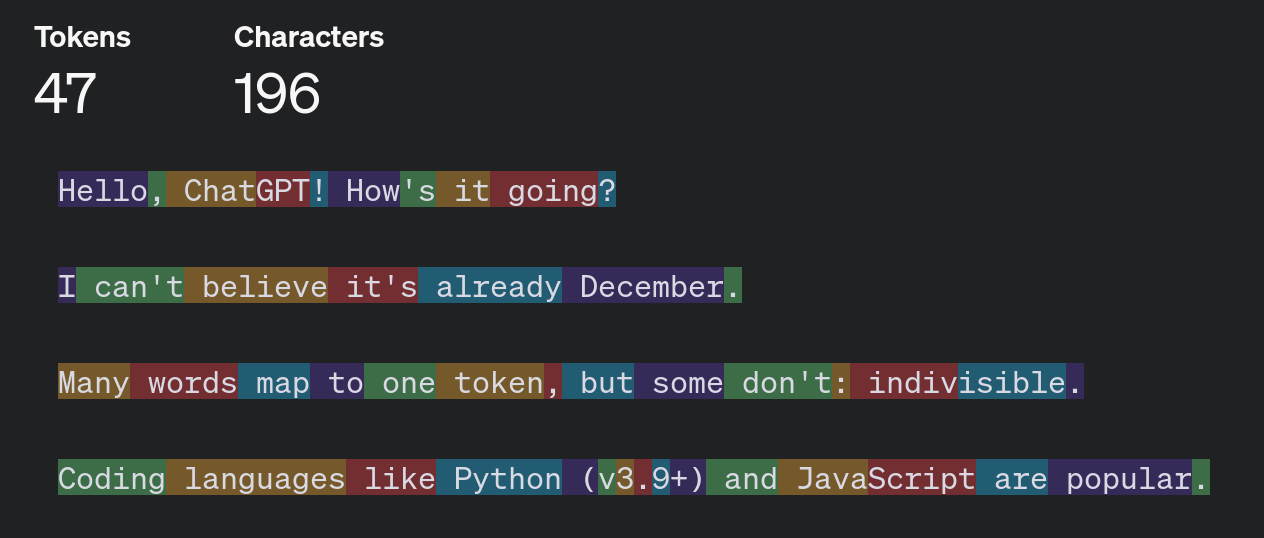 Tokens Characters
47 196
Hello, ChatGPT! How's it going?
I can't believe it's already December.
Many words map to one token, but some don't: indivisible.
Coding languages like Python (v3.9+) and JavaScript are popular.